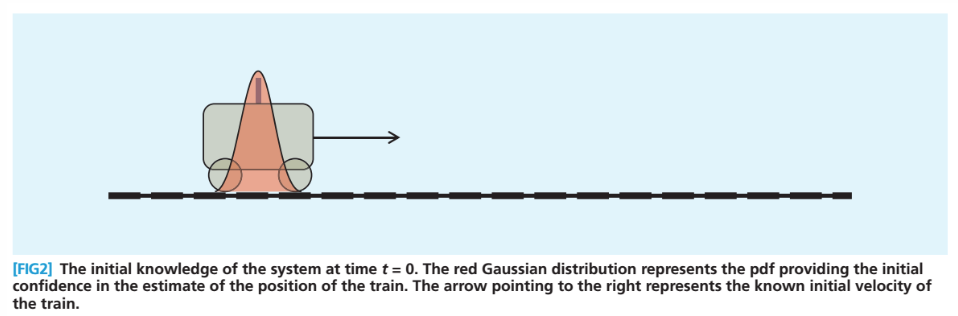 [FIG2] The initial knowledge of the system at time t = 0. The red Gaussian distribution represents the pdf providing the initial
confidence in the estimate of the position of the train. The arrow pointing to the right represents the known initial velocity of
the train.